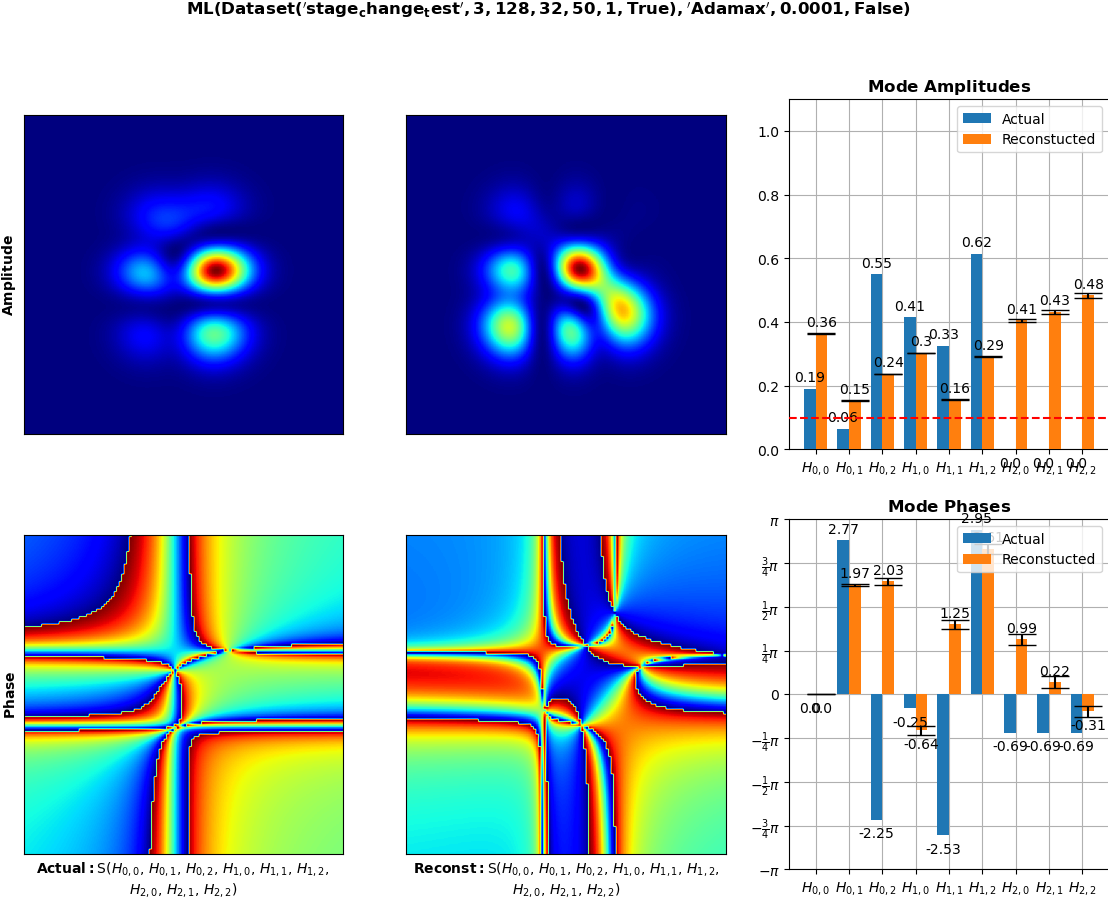 ML(Dataset('stage_change_test', 3, 128, 32, 50, 1, True), 'Adamax', 0.0001, False)
Amplitude
Mode Amplitudes
Actual
Reconstucted
1.0
0.8
0.6
0.4
0.2
0.0
0.19
0.36
0.06
0.15
0.55
0.24
0.41
0.3
0.33
0.16
0.62
0.29
0.0
0.41
0.0
0.43
0.0
0.48
H0,0 H0,1 H0,2 H1,0 H1,1 H1,2 H2,0 H2,1 H2,2
Phase
Mode Phases
Actual
Reconstucted
π
3/4π
1/2π
1/4π
0
−1/4π
−1/2π
−3/4π
−π
0.0
0.0
2.77
1.97
-2.25
2.03
-0.25
-0.64
-2.53
1.25
2.95
-0.69
0.99
-0.69
0.22
-0.69
-0.31
H0,0 H0,1 H0,2 H1,0 H1,1 H1,2 H2,0 H2,1 H2,2
Actual: S(H0,0, H0,1, H0,2, H1,0, H1,1, H1,2,
H2,0, H2,1, H2,2)
Reconst: S(H0,0, H0,1, H0,2, H1,0, H1,1, H1,2,
H2,0, H2,1, H2,2)